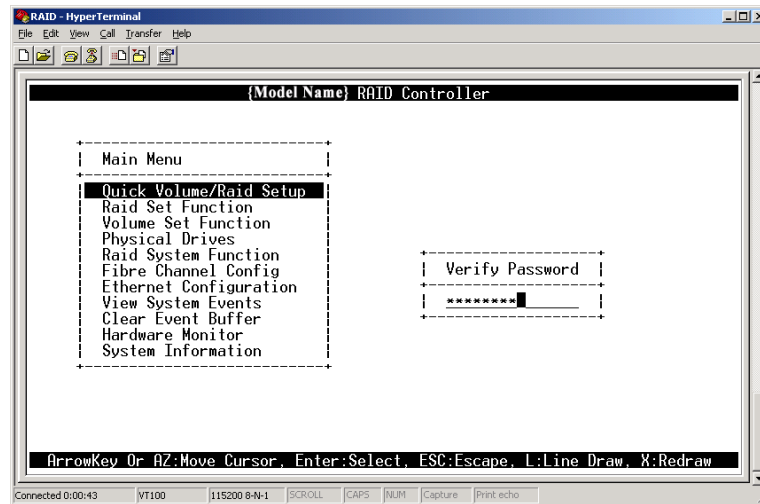 RAID - HyperTerminal
File Edit View Call Transfer Help
{Model Name} RAID Controller
Main Menu
Quick Volume/Raid Setup
Raid Set Function
Volume Set Function
Physical Drives
Raid System Function
Fibre Channel Config
Ethernet Configuration
View System Events
Clear Event Buffer
Hardware Monitor
System Information
Verify Password
********
ArrowKey Or AZ:Move Cursor, Enter:Select, ESC:Escape, L:Line Draw, X:Redraw
Connected 0:00:43 VT100 115200 8-N-1 SCROLL CAPS NUM Capture Print echo